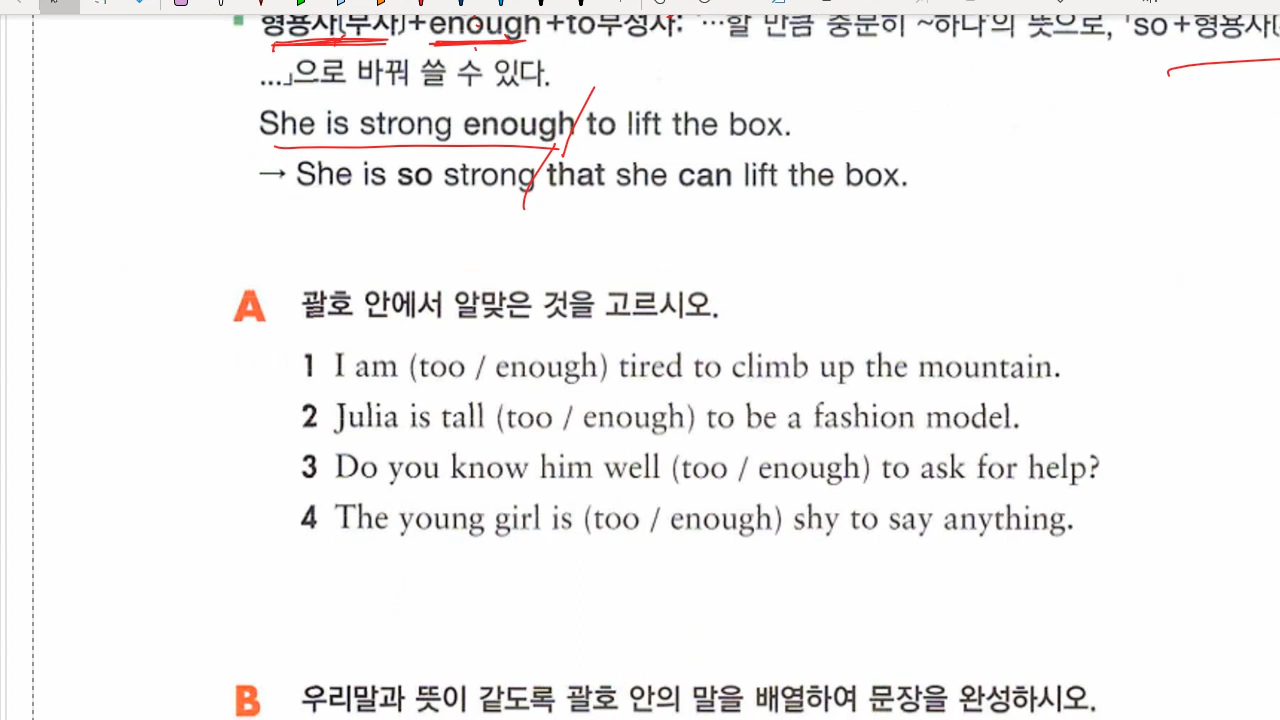 형용사[부사]+enough+to부정사: '…할 만큼 충분히 ~하다'의 뜻으로, 「so+형용사[
…」으로 바꿔 쓸 수 있다.
She is strong enough to lift the box.
→ She is so strong that she can lift the box.
A 괄호 안에서 알맞은 것을 고르시오.
1 I am (too / enough) tired to climb up the mountain.
2 Julia is tall (too / enough) to be a fashion model.
3 Do you know him well (too / enough) to ask for help?
4 The young girl is (too / enough) shy to say anything.
B 우리말과 뜻이 같도록 괄호 안의 말을 배열하여 문장을 완성하시오.